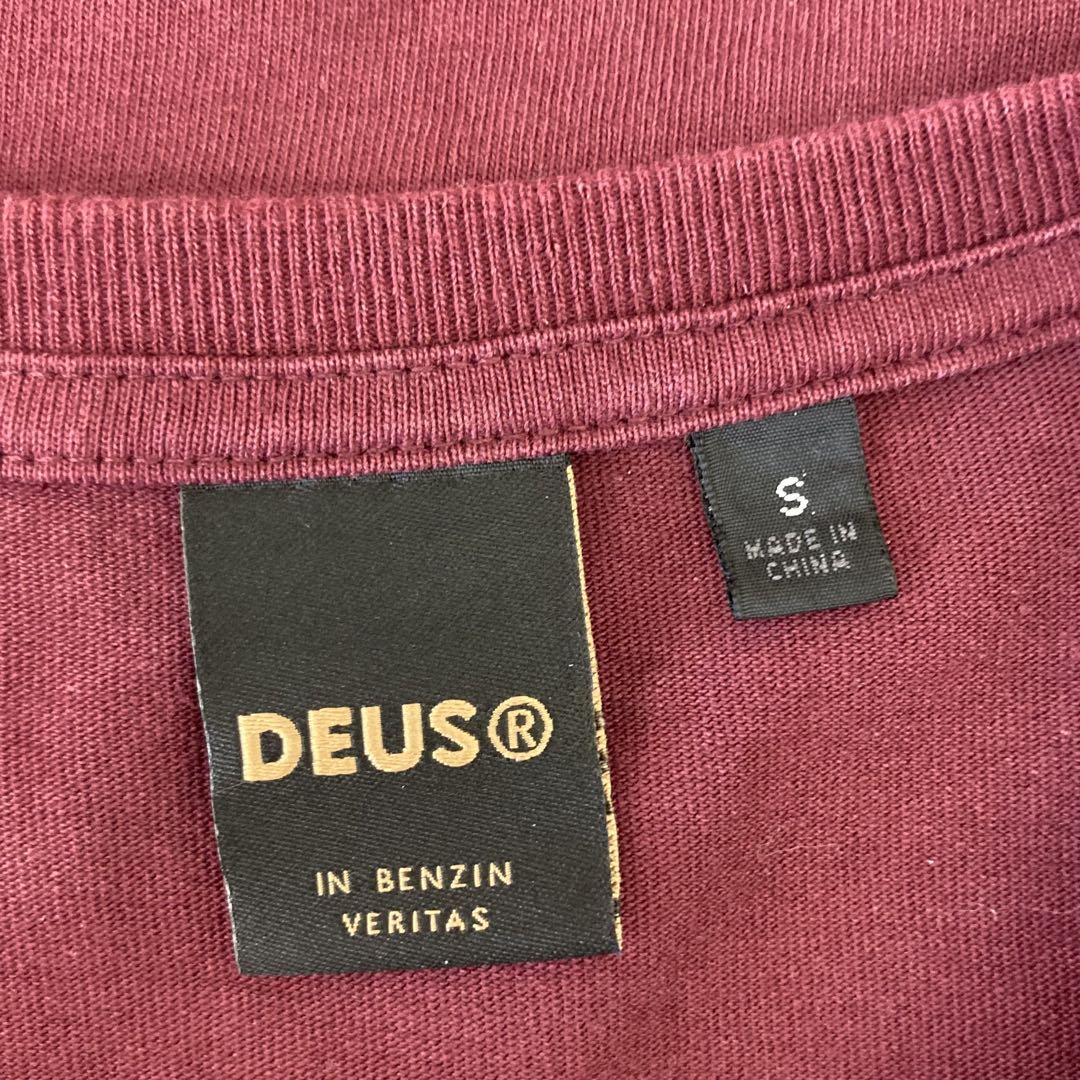 DEUS®
IN BENZIN
VERITAS
S
MADE IN
CHINA